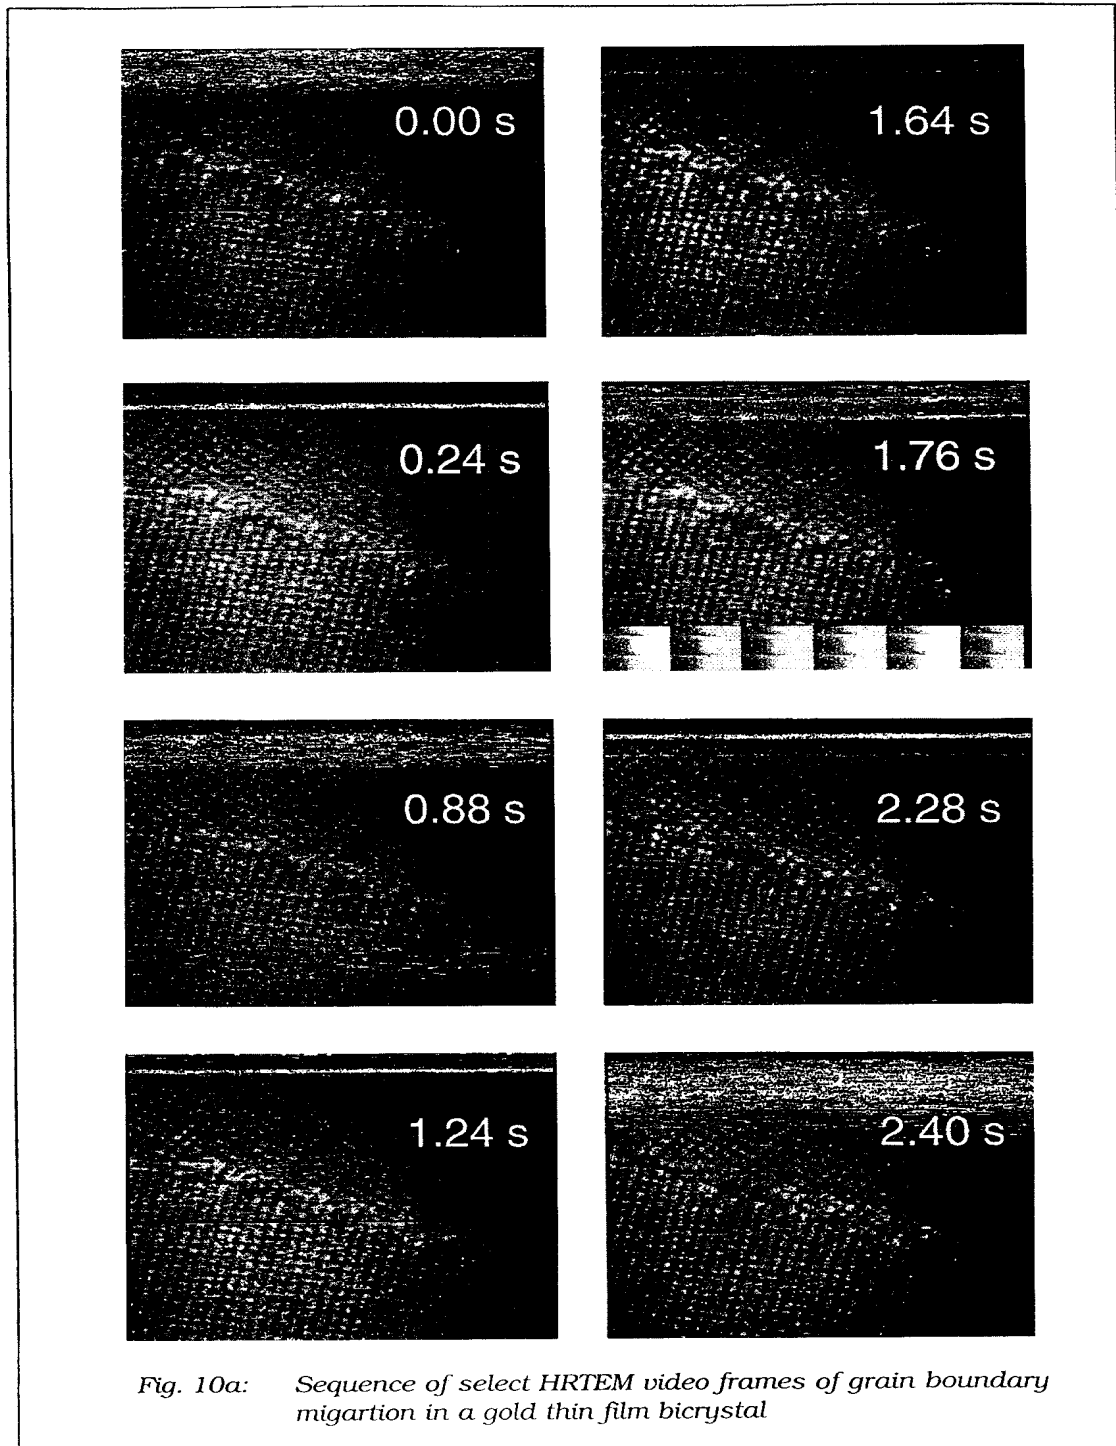 0.00 s
0.24 s
0.88 s
1.24 s
1.64 s
1.76 s
2.28 s
2.40 s
Fig. 10a: Sequence of select HRTEM video frames of grain boundary
migartion in a gold thin film bicrystal